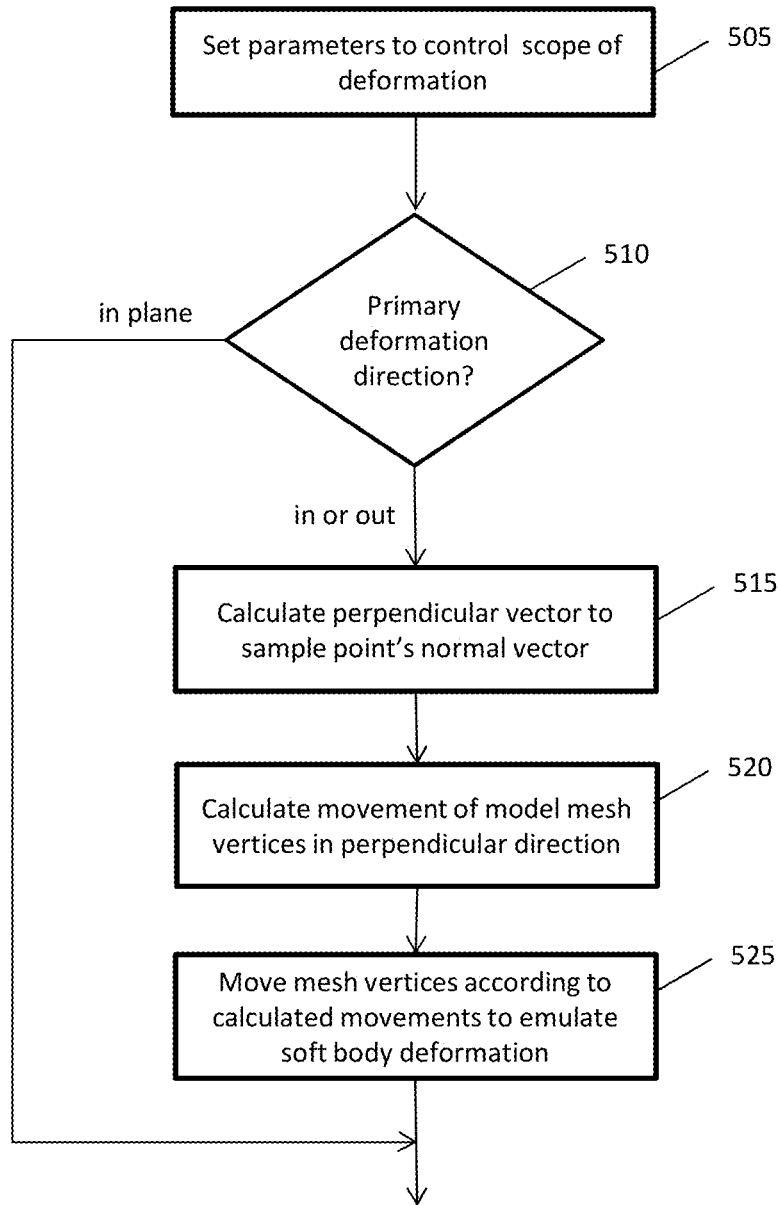 Set parameters to control scope of
deformation
505
510
Primary
deformation
direction?
in plane
in or out
Calculate perpendicular vector to
sample point's normal vector
515
Calculate movement of model mesh
vertices in perpendicular direction
520
Move mesh vertices according to
calculated movements to emulate
soft body deformation
525